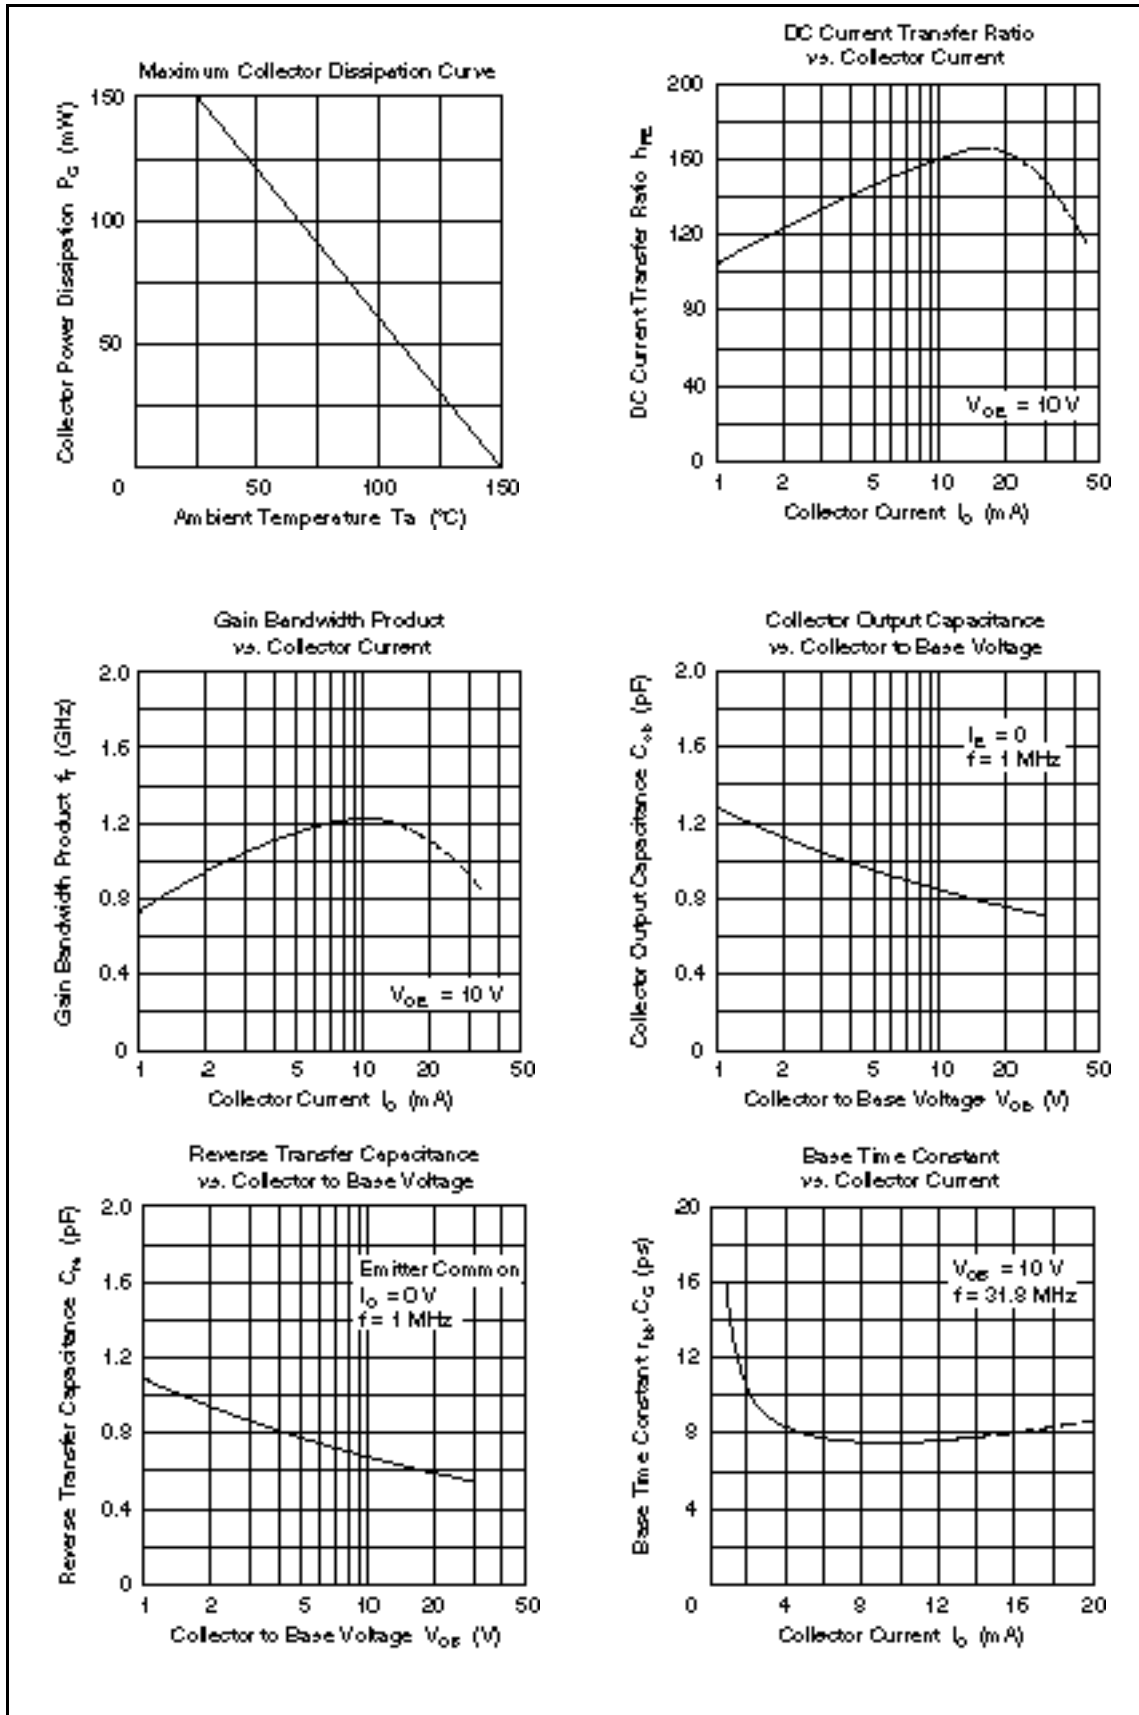 Maximum Collector Dissipation Curve
Collector Power Dissipation P_C (mW)
150
100
50
0
50
100
150
Ambient Temperature Ta (°C)
DC Current Transfer Ratio
vs. Collector Current
DC Current Transfer Ratio h_FE
200
160
120
80
40
0
V_CE = 10 V
1 2 5 10 20 50
Collector Current I_C (mA)
Gain Bandwidth Product
vs. Collector Current
Gain Bandwidth Product f_T (GHz)
2.0
1.6
1.2
0.8
0.4
0
V_CE = 10 V
1 2 5 10 20 50
Collector Current I_C (mA)
Collector Output Capacitance
vs. Collector to Base Voltage
Collector Output Capacitance C_ob (pF)
2.0
1.6
1.2
0.8
0.4
0
I_E = 0
f = 1 MHz
1 2 5 10 20 50
Collector to Base Voltage V_CB (V)
Reverse Transfer Capacitance
vs. Collector to Base Voltage
Reverse Transfer Capacitance C_re (pF)
2.0
1.6
1.2
0.8
0.4
0
Emitter Common
I_C = 0 V
f = 1 MHz
1 2 5 10 20 50
Collector to Base Voltage V_CB (V)
Base Time Constant
vs. Collector Current
Base Time Constant r_bb'·C_C (ps)
20
16
12
8
4
V_CB = 10 V
f = 31.8 MHz
0 4 8 12 16 20
Collector Current I_C (mA)